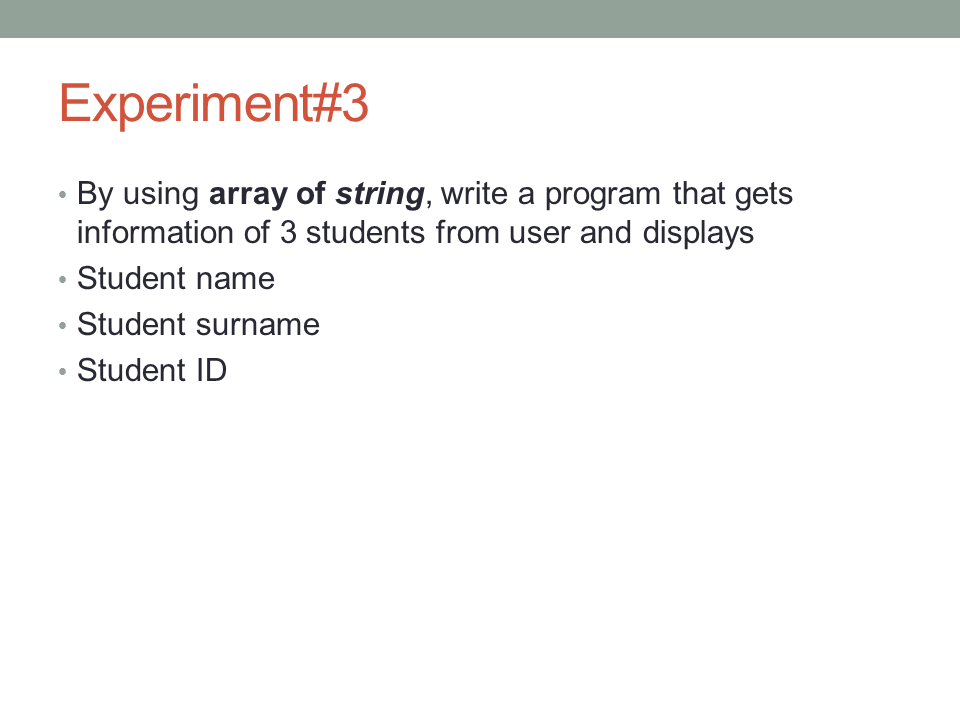 Experiment#3
• By using array of string, write a program that gets
information of 3 students from user and displays
• Student name
• Student surname
• Student ID